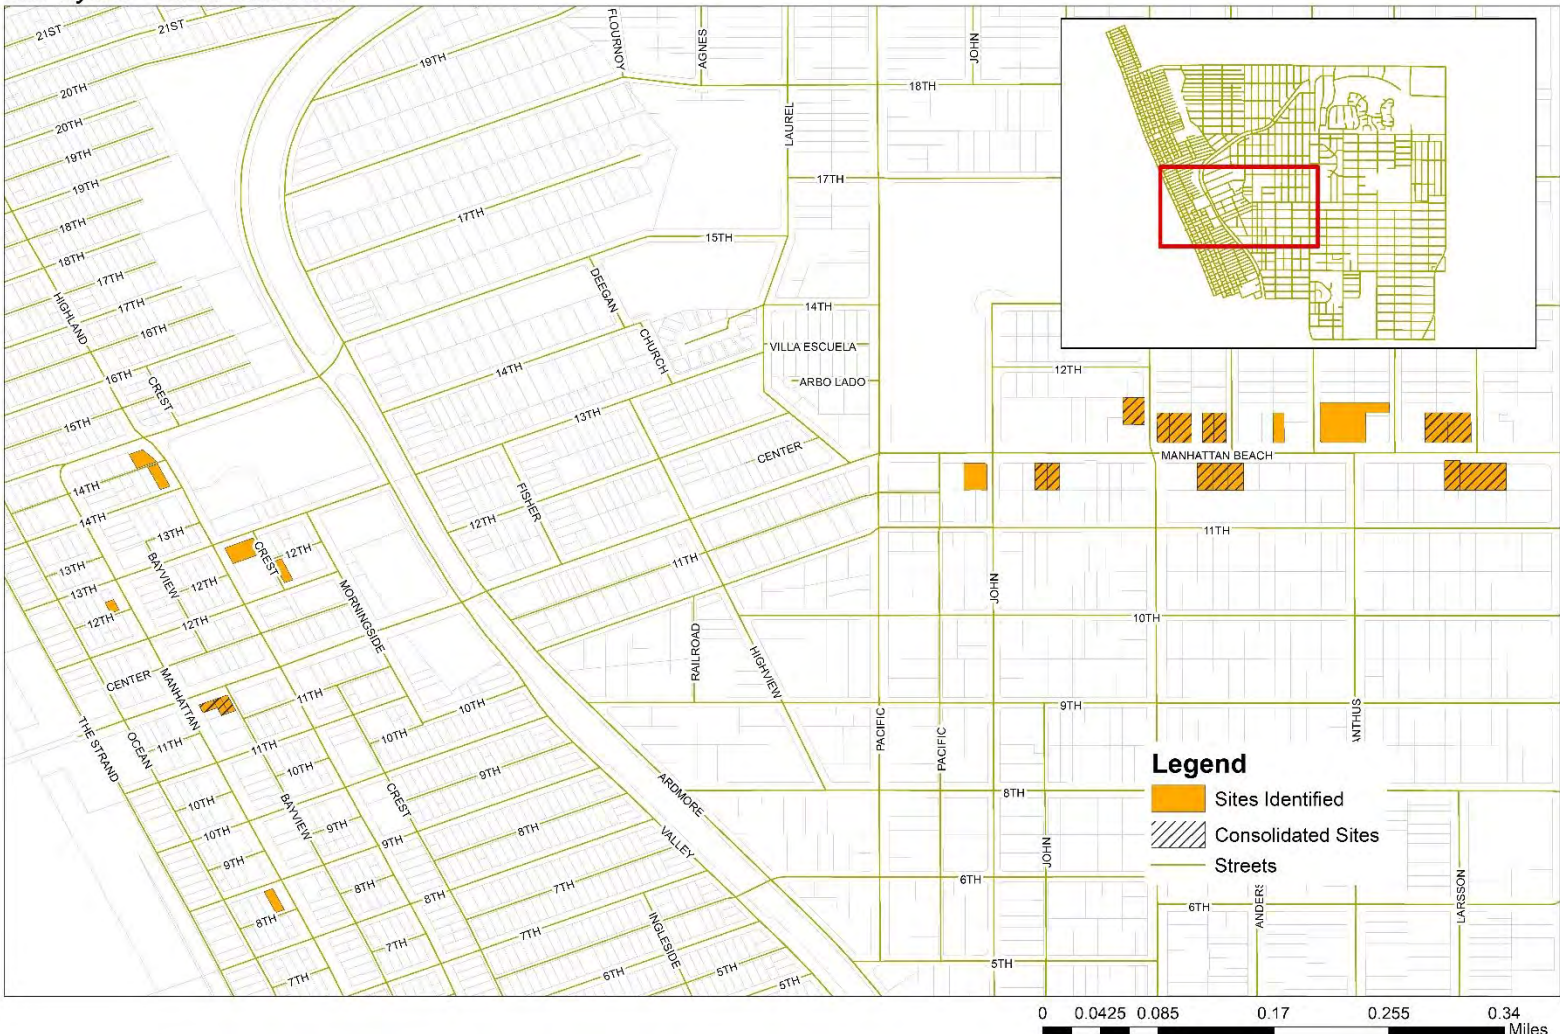 21ST
21ST
FLOURNOY
AGNES
JOHN
19TH
20TH
18TH
20TH
LAUREL
19TH
19TH
17TH
18TH
17TH
18TH
15TH
17TH
DEEGAN
17TH
HIGHLAND
14TH
16TH
CHURCH
VILLA ESCUELA
14TH
16TH
CREST
12TH
ARBO LADO
13TH
15TH
CENTER
MANHATTAN BEACH
14TH
FISHER
14TH
12TH
13TH
11TH
CREST
12TH
11TH
13TH
BAYVIEW
12TH
13TH
MORNINGSIDE
JOHN
12TH
12TH
10TH
RAILROAD
HIGHVIEW
CENTER
MANHATTAN
11TH
10TH
9TH
THE STRAND
OCEAN
11TH
11TH
10TH
PACIFIC
PACIFIC
ANTHUS
10TH
9TH
ARDMORE
8TH
10TH
BAYVIEW
CREST
10TH
9TH
8TH
VALLEY
9TH
9TH
JOHN
8TH
8TH
7TH
6TH
8TH
INGLESIDE
7TH
7TH
6TH
5TH
5TH
7TH
5TH
6TH
ANDERS
LARSSON
Legend
Sites Identified
Consolidated Sites
Streets
0 0.0425 0.085 0.17 0.255 0.34
Miles